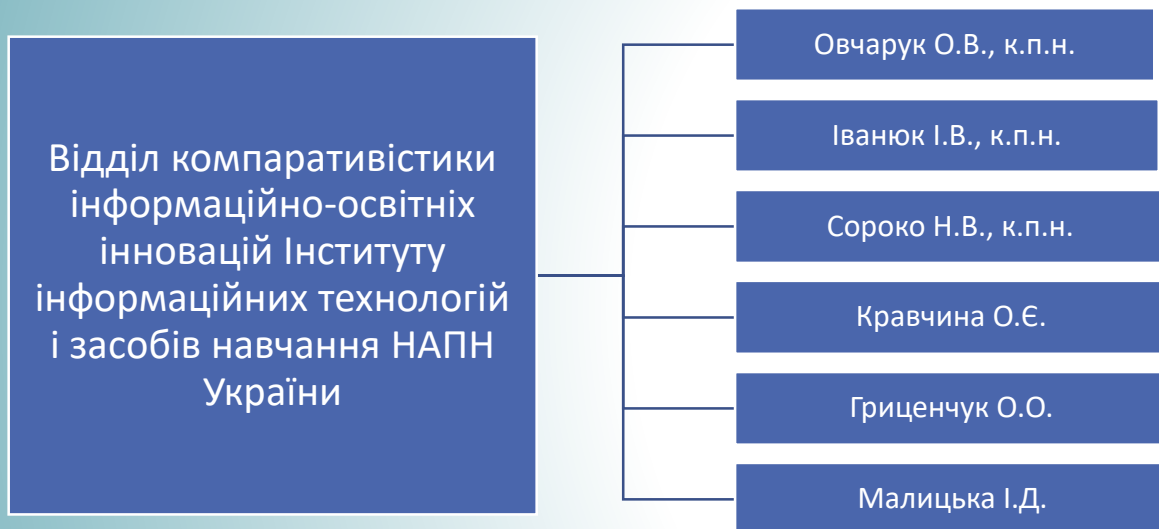 Відділ компаративістики
інформаційно-освітніх
інновацій Інституту
інформаційних технологій
і засобів навчання НАПН
України
Овчарук О.В., к.п.н.
Іванюк І.В., к.п.н.
Сороко Н.В., к.п.н.
Кравчина О.Є.
Гриценчук О.О.
Малицька І.Д.